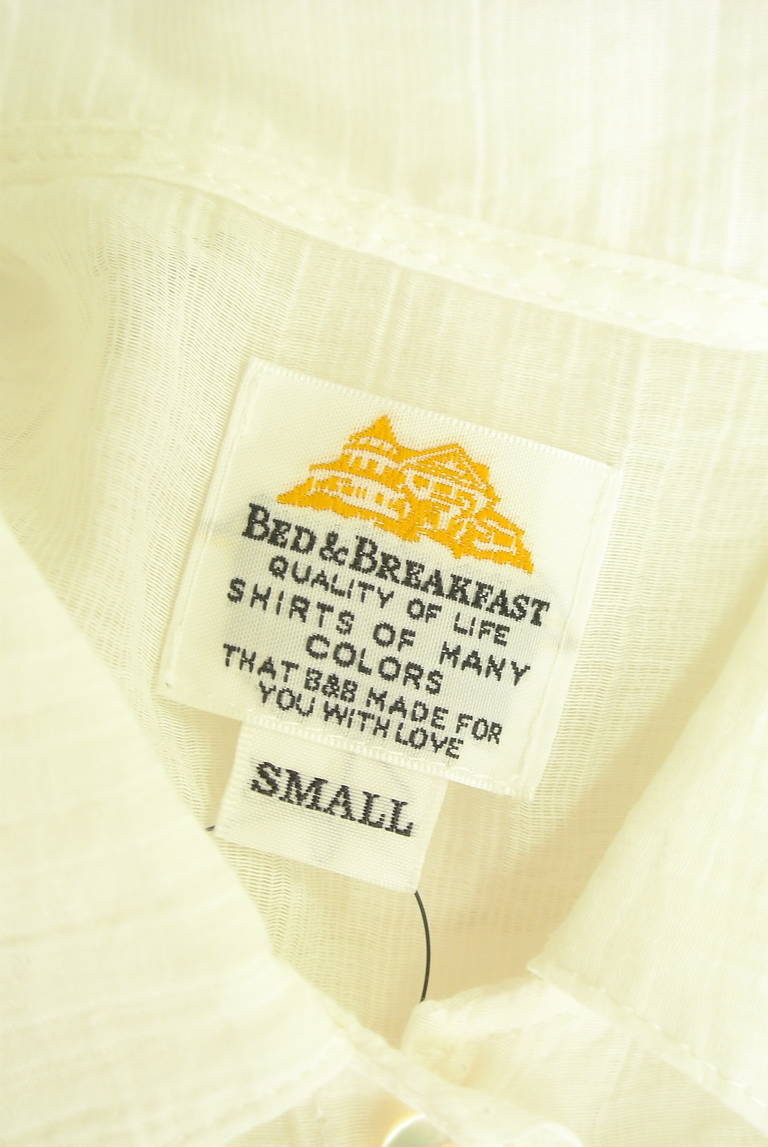 BED & BREAKFAST
QUALITY OF LIFE
SHIRTS OF MANY
COLORS
THAT B&B MADE FOR
YOU WITH LOVE
SMALL